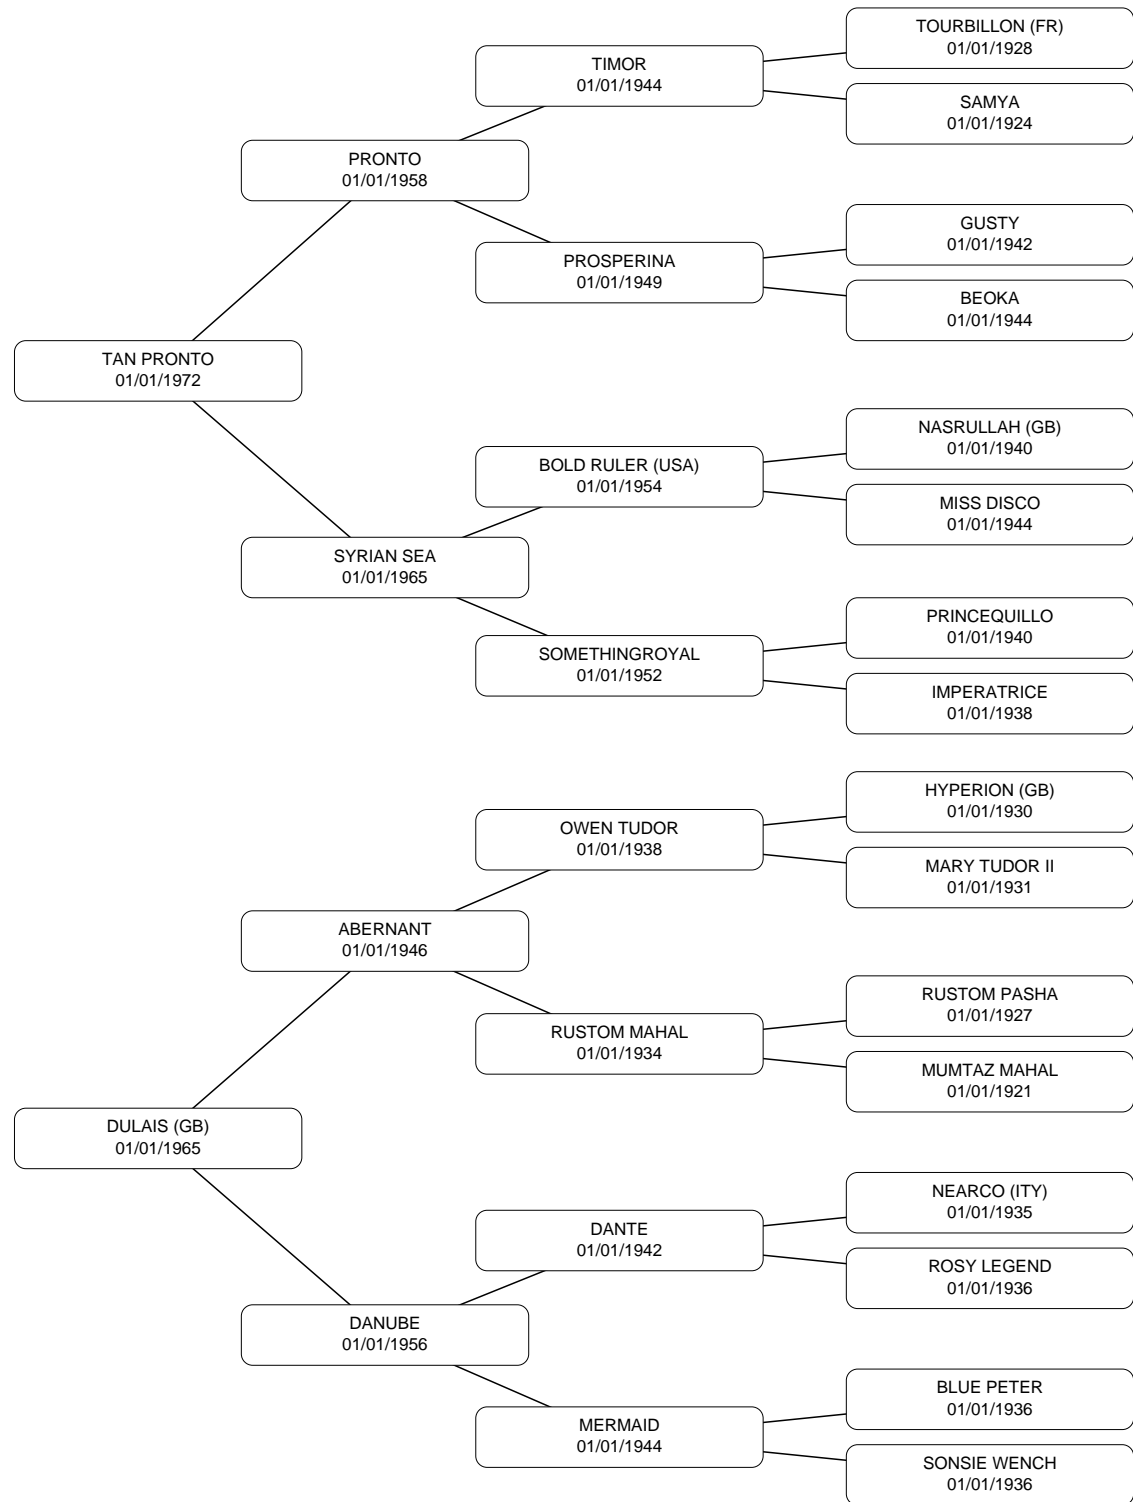 TOURBILLON (FR)
01/01/1928
TIMOR
01/01/1944
SAMYA
01/01/1924
PRONTO
01/01/1958
GUSTY
01/01/1942
PROSPERINA
01/01/1949
BEOKA
01/01/1944
TAN PRONTO
01/01/1972
NASRULLAH (GB)
01/01/1940
BOLD RULER (USA)
01/01/1954
MISS DISCO
01/01/1944
SYRIAN SEA
01/01/1965
PRINCEQUILLO
01/01/1940
SOMETHINGROYAL
01/01/1952
IMPERATRICE
01/01/1938
HYPERION (GB)
01/01/1930
OWEN TUDOR
01/01/1938
MARY TUDOR II
01/01/1931
ABERNANT
01/01/1946
RUSTOM PASHA
01/01/1927
RUSTOM MAHAL
01/01/1934
MUMTAZ MAHAL
01/01/1921
DULAIS (GB)
01/01/1965
NEARCO (ITY)
01/01/1935
DANTE
01/01/1942
ROSY LEGEND
01/01/1936
DANUBE
01/01/1956
BLUE PETER
01/01/1936
MERMAID
01/01/1944
SONSIE WENCH
01/01/1936